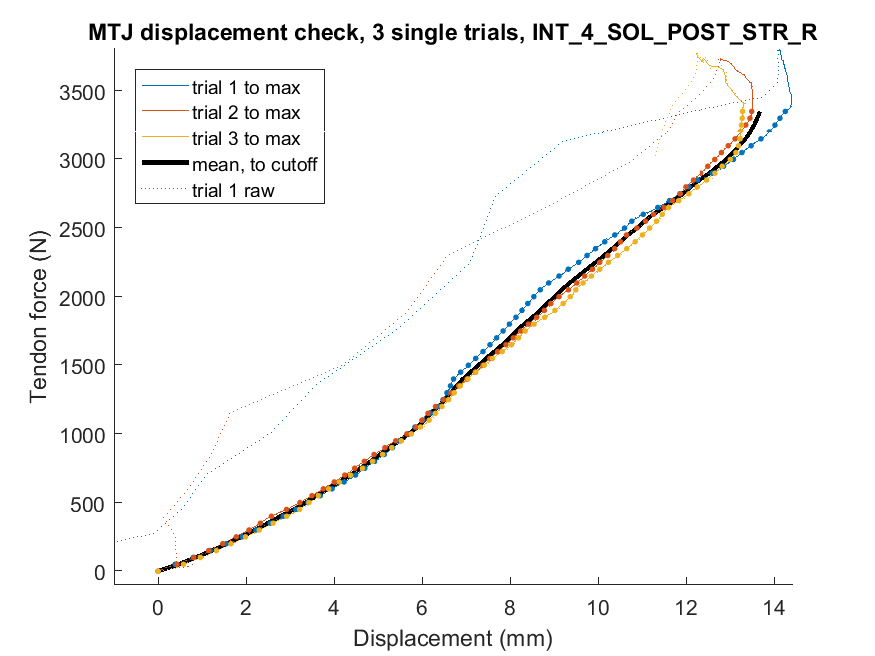 MTJ displacement check, 3 single trials, INT_4_SOL_POST_STR_R
trial 1 to max
trial 2 to max
trial 3 to max
mean, to cutoff
trial 1 raw
3500
3000
2500
2000
1500
1000
500
0
Tendon force (N)
0 2 4 6 8 10 12 14
Displacement (mm)